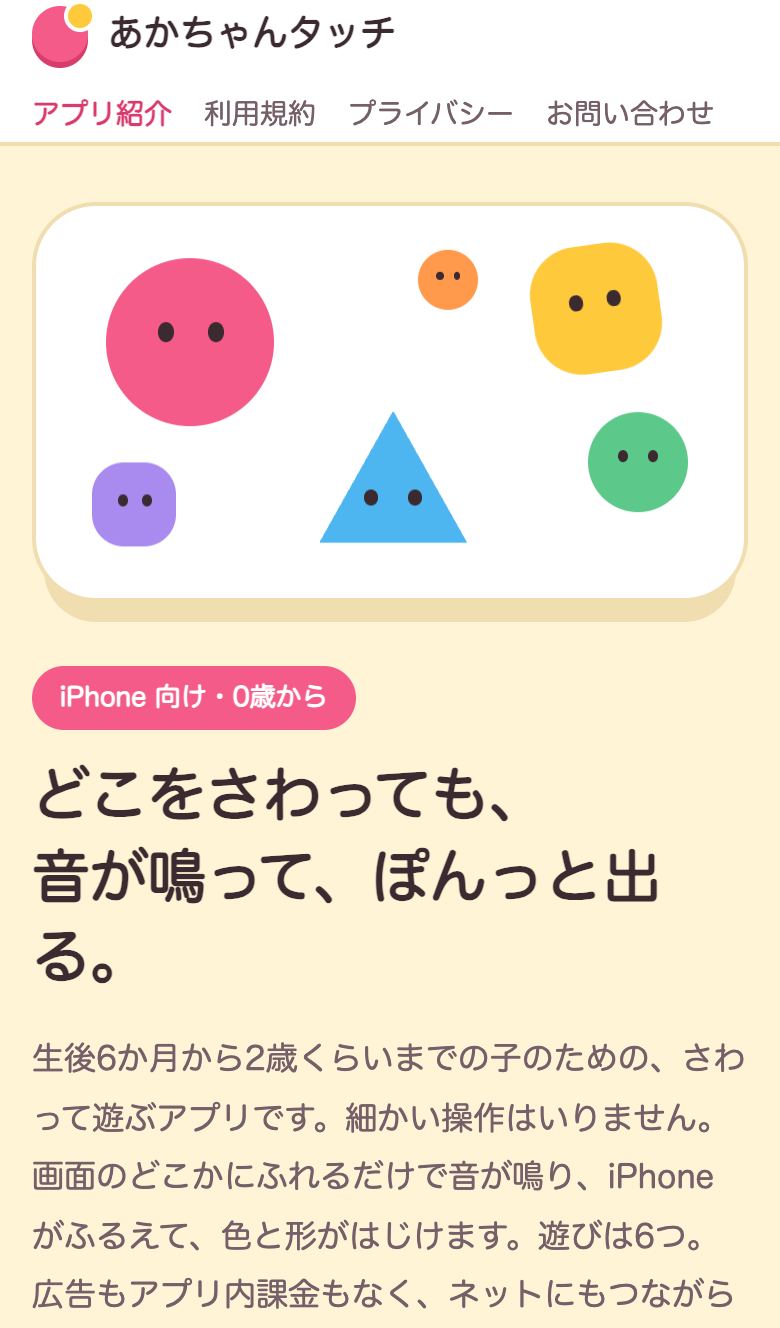 あかちゃんタッチ
アプリ紹介 利用規約 プライバシー お問い合わせ
iPhone 向け・0歳から
どこをさわっても、
音が鳴って、ぽんっと出
る。
生後6か月から2歳くらいまでの子のための、さわ
って遊ぶアプリです。細かい操作はいりません。
画面のどこかにふれるだけで音が鳴り、iPhone
がふるえて、色と形がはじけます。遊びは6つ。
広告もアプリ内課金もなく、ネットにもつながら